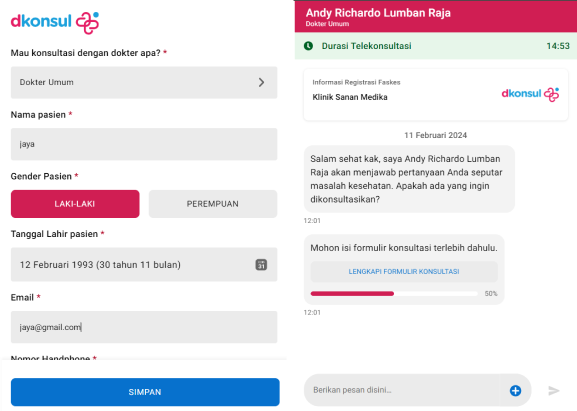 dkonsul
Mau konsultasi dengan dokter apa? *
Dokter Umum
Nama pasien *
jaya
Gender Pasien *
LAKI-LAKI
PEREMPUAN
Tanggal Lahir pasien *
12 Februari 1993 (30 tahun 11 bulan)
31
Email *
jaya@gmail.com
Nomor Handphone *
SIMPAN
Andy Richardo Lumban Raja
Dokter Umum
Durasi Telekonsultasi
14:53
Informasi Registrasi Faskes
Klinik Sanan Medika
dkonsul
11 Februari 2024
Salam sehat kak, saya Andy Richardo Lumban
Raja akan menjawab pertanyaan Anda seputar
masalah kesehatan. Apakah ada yang ingin
dikonsultasikan?
12:01
Mohon isi formulir konsultasi terlebih dahulu.
LENGKAPI FORMULIR KONSULTASI
50%
12:01
Berikan pesan disini...